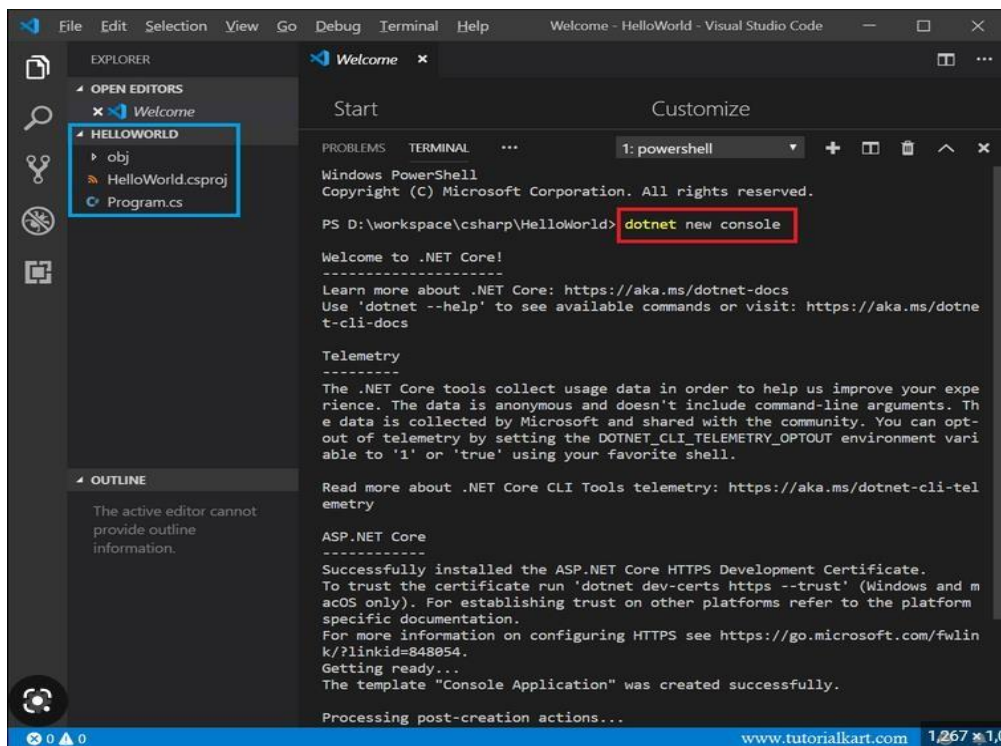 File Edit Selection View Go Debug Terminal Help Welcome - HelloWorld - Visual Studio Code
EXPLORER
OPEN EDITORS
Welcome
HELLOWORLD
obj
HelloWorld.csproj
Program.cs
OUTLINE
The active editor cannot
provide outline
information.
Welcome
Start Customize
PROBLEMS TERMINAL ••• 1: powershell
Windows PowerShell
Copyright (C) Microsoft Corporation. All rights reserved.
PS D:\workspace\csharp\HelloWorld> dotnet new console
Welcome to .NET Core!
---------------------
Learn more about .NET Core: https://aka.ms/dotnet-docs
Use 'dotnet --help' to see available commands or visit: https://aka.ms/dotne
t-cli-docs
Telemetry
---------
The .NET Core tools collect usage data in order to help us improve your expe
rience. The data is anonymous and doesn't include command-line arguments. Th
e data is collected by Microsoft and shared with the community. You can opt-
out of telemetry by setting the DOTNET_CLI_TELEMETRY_OPTOUT environment vari
able to '1' or 'true' using your favorite shell.
Read more about .NET Core CLI Tools telemetry: https://aka.ms/dotnet-cli-tel
emetry
ASP.NET Core
------------
Successfully installed the ASP.NET Core HTTPS Development Certificate.
To trust the certificate run 'dotnet dev-certs https --trust' (Windows and m
acOS only). For establishing trust on other platforms refer to the platform
specific documentation.
For more information on configuring HTTPS see https://go.microsoft.com/fwlin
k/?linkid=848054.
Getting ready...
The template "Console Application" was created successfully.
Processing post-creation actions...
0 0 www.tutorialkart.com